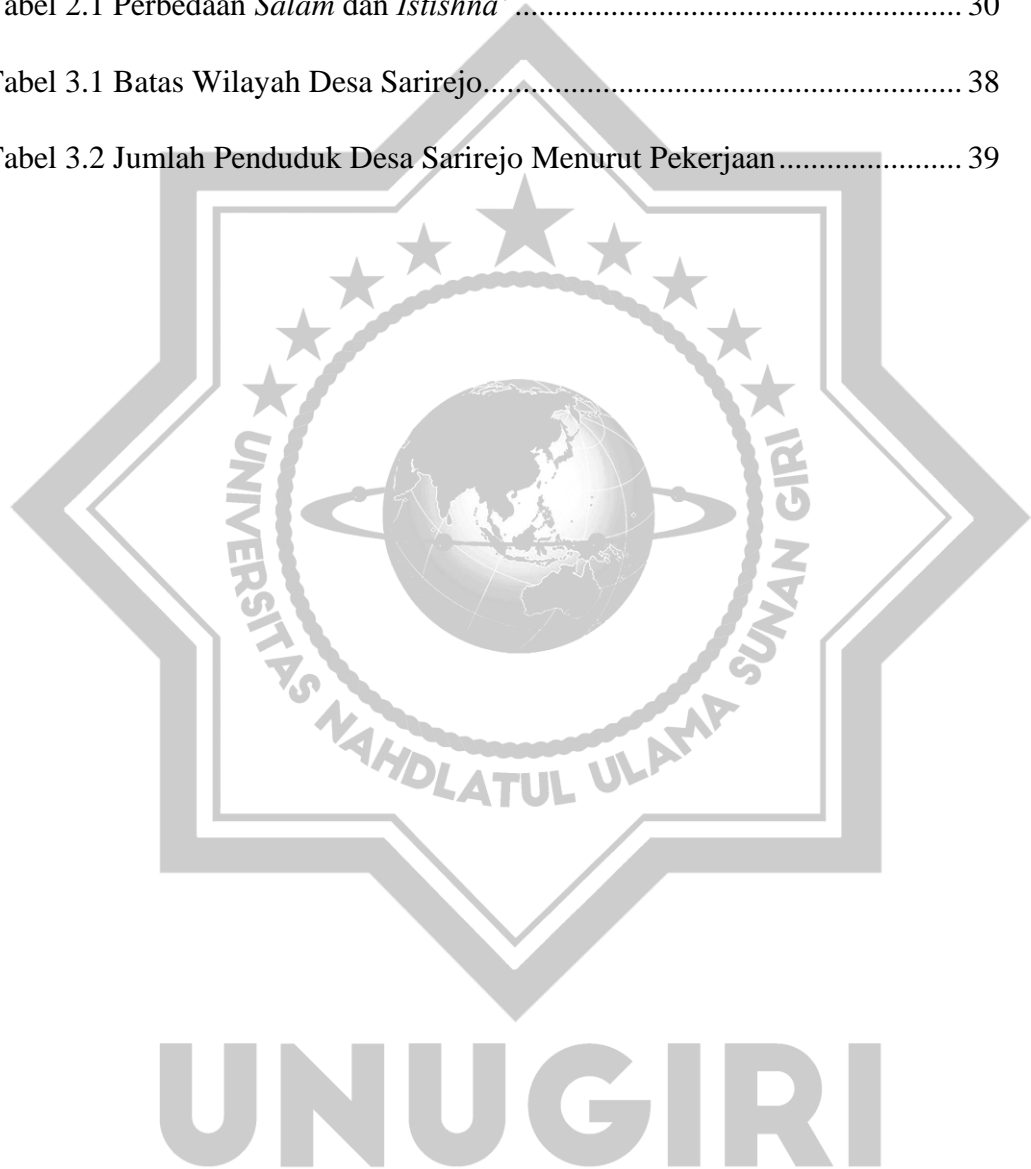 Tabel 2.1 Perbedaan Salam dan Istishna' .................................................... 30
Tabel 3.1 Batas Wilayah Desa Sarirejo.......................................................... 38
Tabel 3.2 Jumlah Penduduk Desa Sarirejo Menurut Pekerjaan ...................... 39
UNIVERSITAS NAHDLATUL ULAMA SUNAN GIRI
UNUGIRI